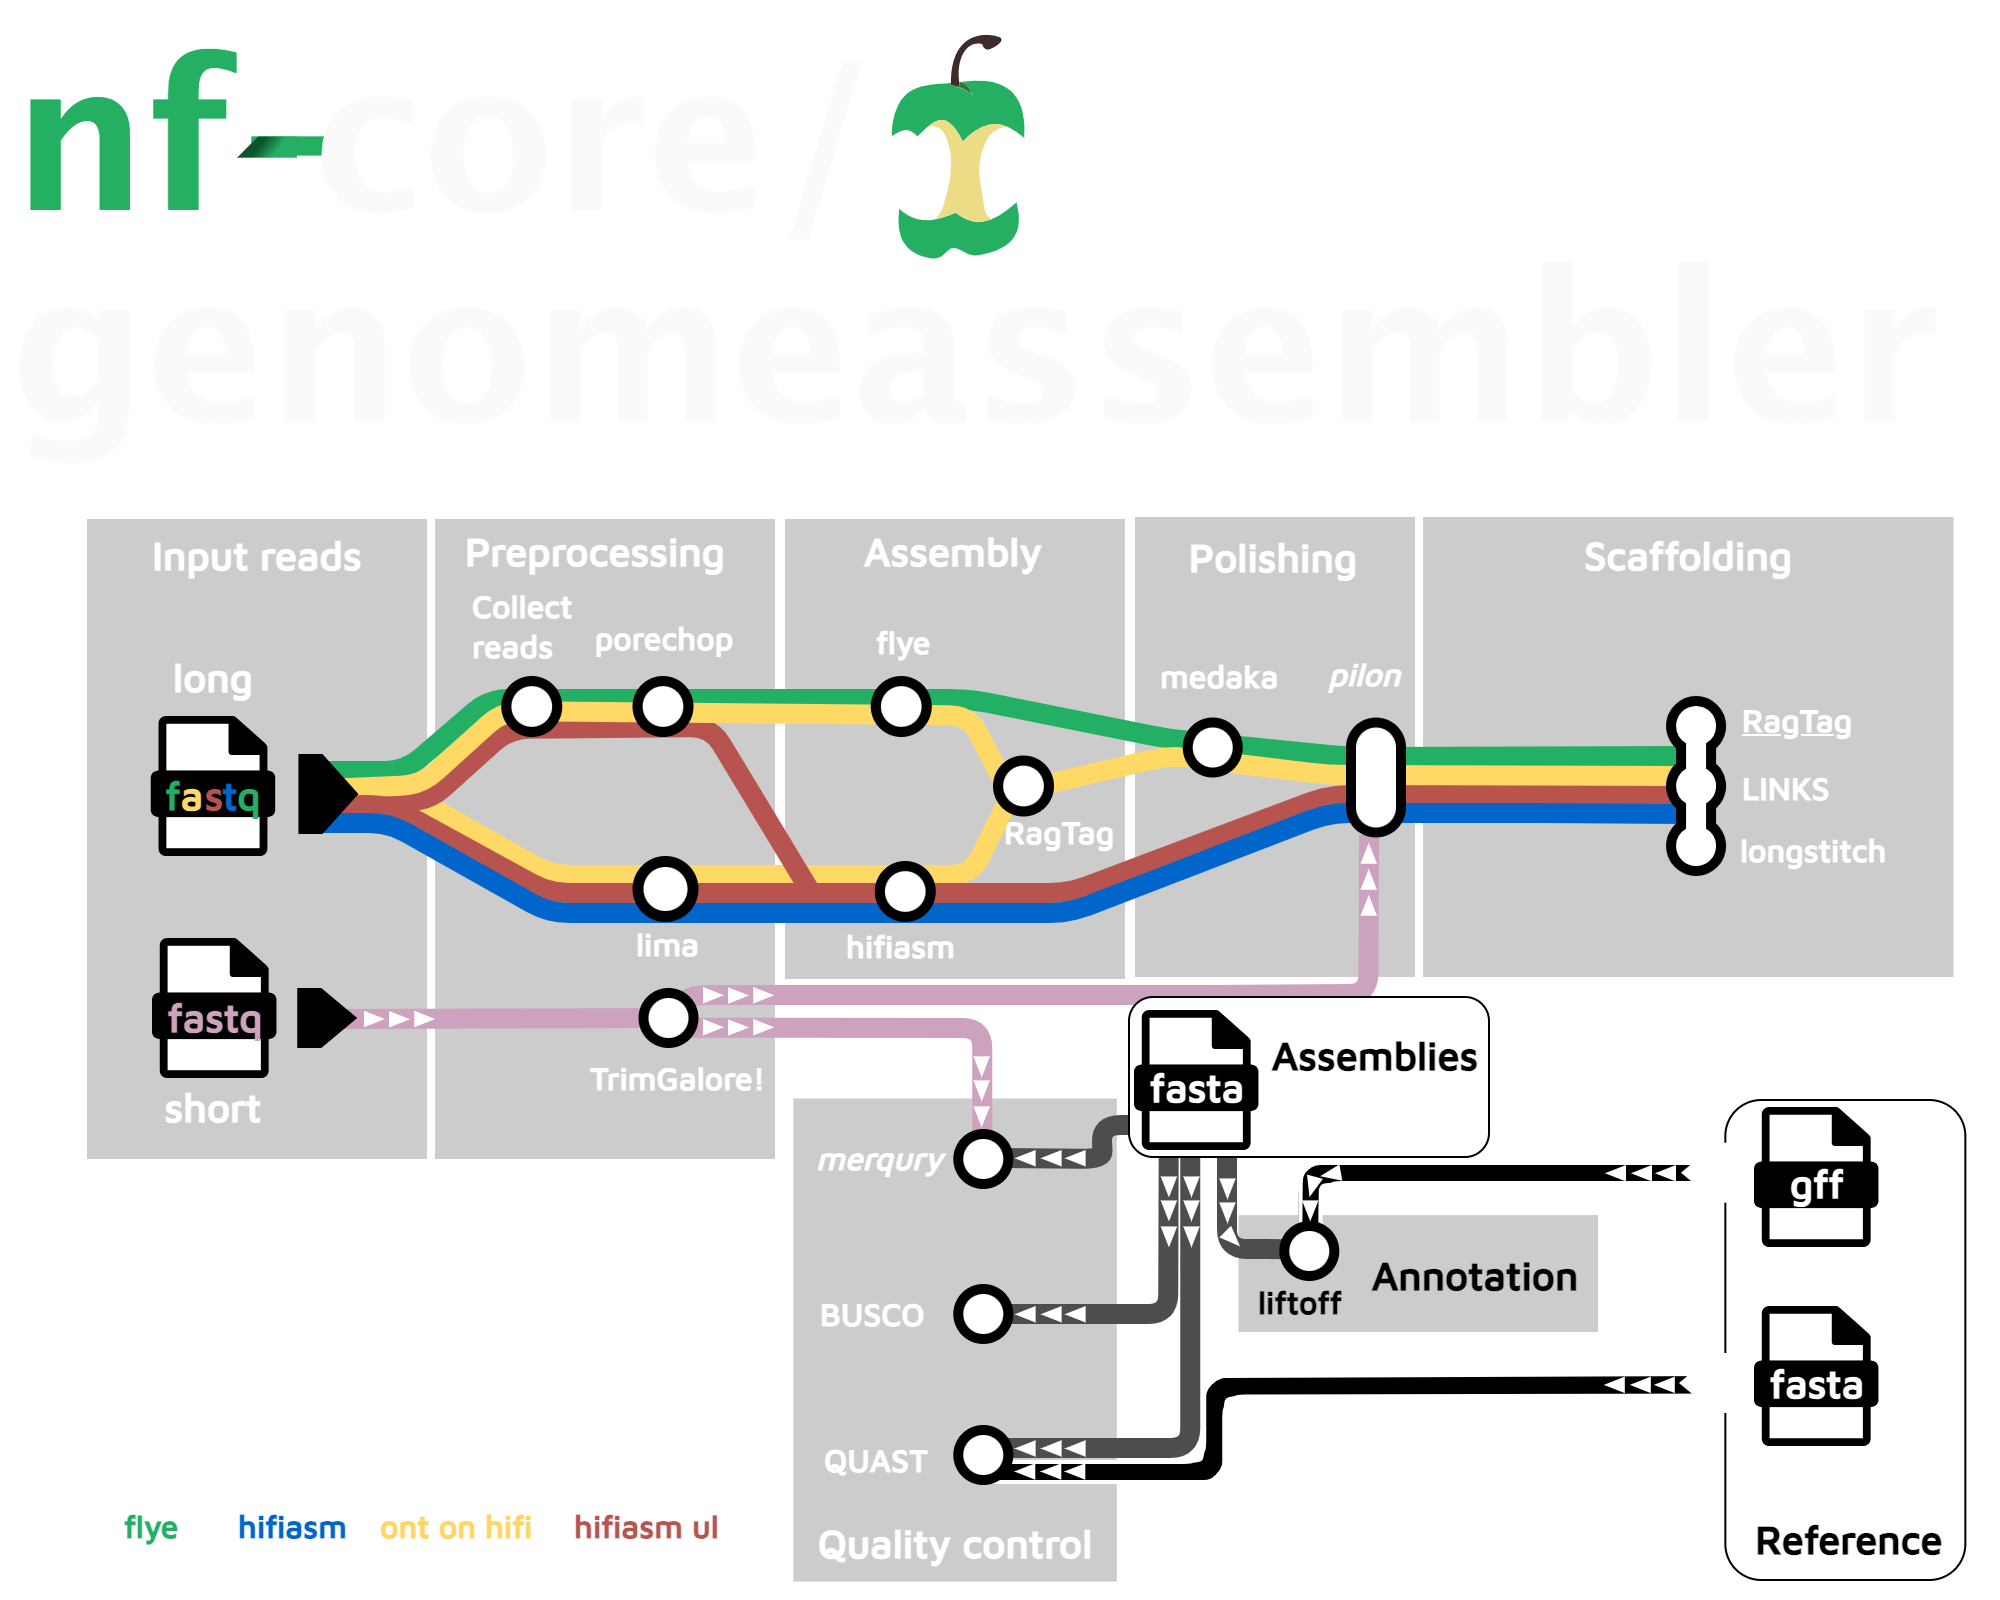 nf-core/
genomeassembler
Input reads
Preprocessing
Assembly
Polishing
Scaffolding
Collect
reads
porechop
flye
medaka
pilon
long
fastq
RagTag
LINKS
longstitch
RagTag
lima
hifiasm
fastq
short
TrimGalore!
fasta
Assemblies
merqury
BUSCO
QUAST
Quality control
liftoff
Annotation
gff
fasta
Reference
flye
hifiasm
ont on hifi
hifiasm ul